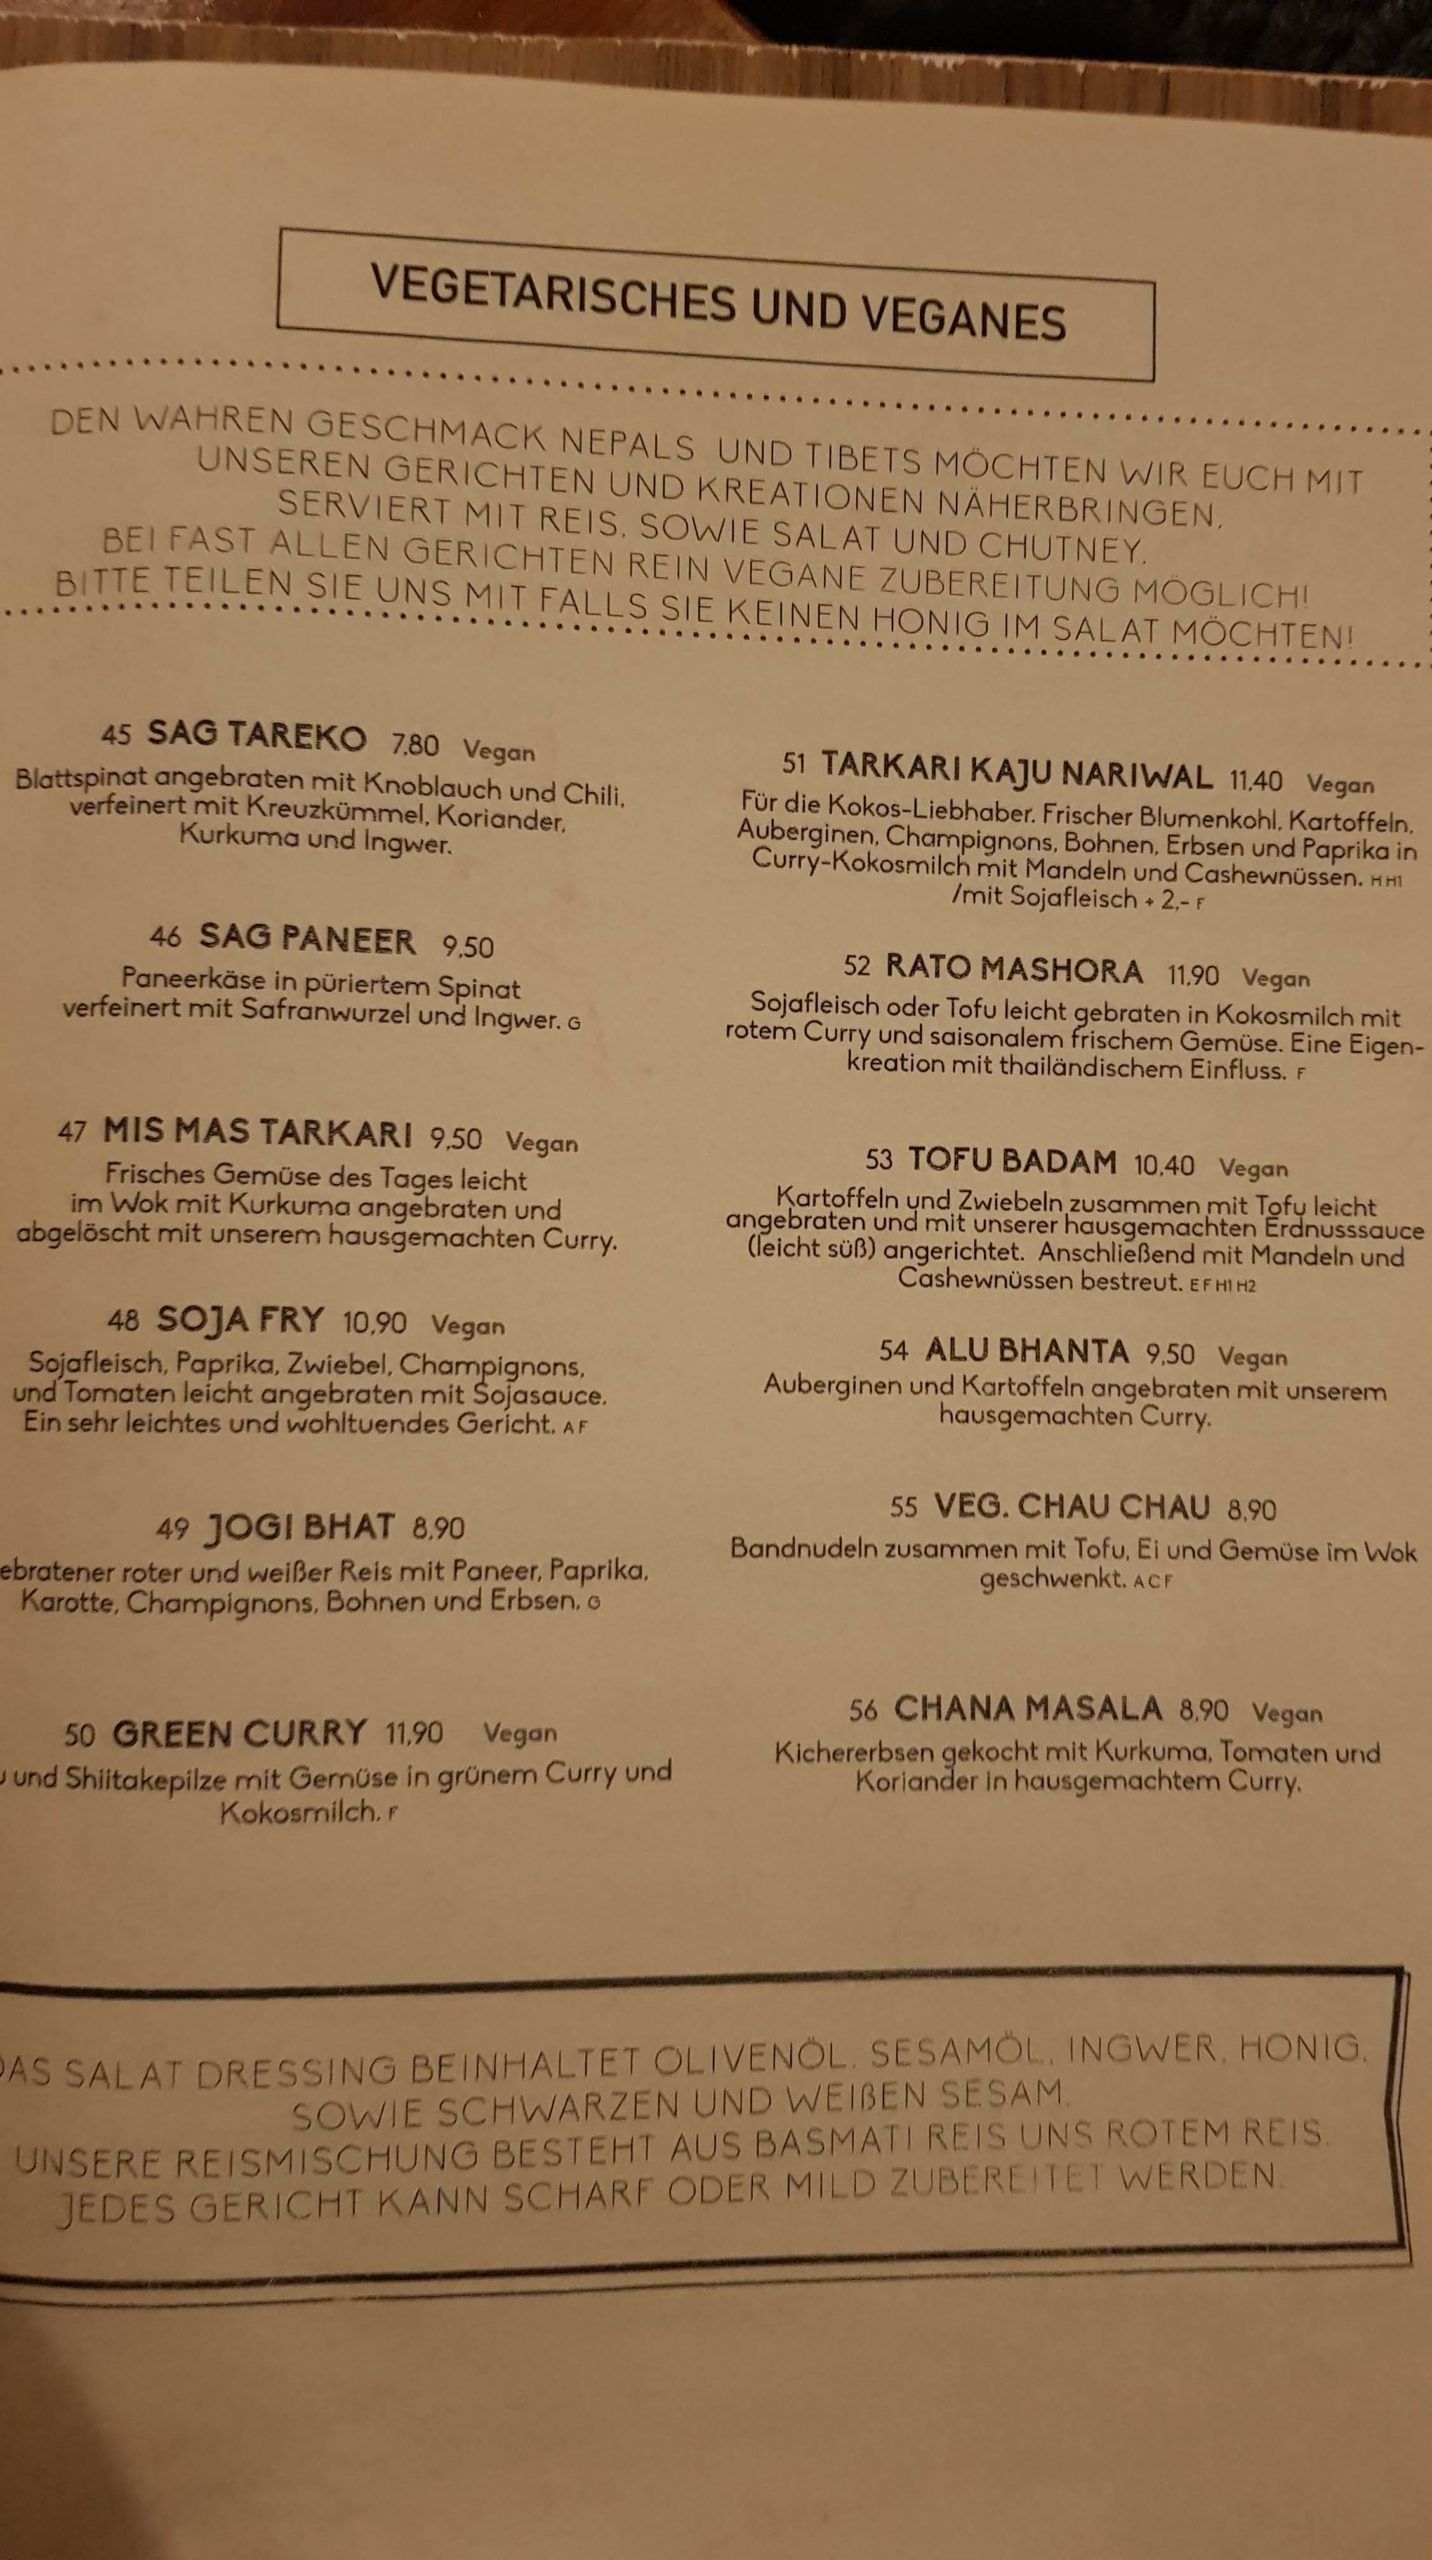 VEGETARISCHES UND VEGANES
DEN WAHREN GESCHMACK NEPALS UND TIBETS MÖCHTEN WIR EUCH MIT
UNSEREN GERICHTEN UND KREATIONEN NÄHERBRINGEN,
SERVIERT MIT REIS, SOWIE SALAT UND CHUTNEY.
BEI FAST ALLEN GERICHTEN REIN VEGANE ZUBEREITUNG MÖGLICH!
BITTE TEILEN SIE UNS MIT FALLS SIE KEINEN HONIG IM SALAT MÖCHTEN!
45 SAG TAREKO 7,80 Vegan
Blattspinat angebraten mit Knoblauch und Chili,
verfeinert mit Kreuzkümmel, Koriander,
Kurkuma und Ingwer.
46 SAG PANEER 9,50
Paneerkäse in püriertem Spinat
verfeinert mit Safranwurzel und Ingwer. G
47 MIS MAS TARKARI 9,50 Vegan
Frisches Gemüse des Tages leicht
im Wok mit Kurkuma angebraten und
abgelöscht mit unserem hausgemachten Curry.
48 SOJA FRY 10,90 Vegan
Sojafleisch, Paprika, Zwiebel, Champignons,
und Tomaten leicht angebraten mit Sojasauce.
Ein sehr leichtes und wohltuendes Gericht. A F
49 JOGI BHAT 8,90
ebratener roter und weißer Reis mit Paneer, Paprika,
Karotte, Champignons, Bohnen und Erbsen. G
50 GREEN CURRY 11,90 Vegan
und Shiitakepilze mit Gemüse in grünem Curry und
Kokosmilch. F
51 TARKARI KAJU NARIWAL 11,40 Vegan
Für die Kokos-Liebhaber. Frischer Blumenkohl, Kartoffeln,
Auberginen, Champignons, Bohnen, Erbsen und Paprika in
Curry-Kokosmilch mit Mandeln und Cashewnüssen. H H1
/mit Sojafleisch + 2,- F
52 RATO MASHORA 11,90 Vegan
Sojafleisch oder Tofu leicht gebraten in Kokosmilch mit
rotem Curry und saisonalem frischem Gemüse. Eine Eigen-
kreation mit thailändischem Einfluss. F
53 TOFU BADAM 10,40 Vegan
Kartoffeln und Zwiebeln zusammen mit Tofu leicht
angebraten und mit unserer hausgemachten Erdnusssauce
(leicht süß) angerichtet. Anschließend mit Mandeln und
Cashewnüssen bestreut. E F H1 H2
54 ALU BHANTA 9,50 Vegan
Auberginen und Kartoffeln angebraten mit unserem
hausgemachten Curry.
55 VEG. CHAU CHAU 8,90
Bandnudeln zusammen mit Tofu, Ei und Gemüse im Wok
geschwenkt. A C F
56 CHANA MASALA 8,90 Vegan
Kichererbsen gekocht mit Kurkuma, Tomaten und
Koriander in hausgemachtem Curry.
DAS SALAT DRESSING BEINHALTET OLIVENÖL, SESAMÖL, INGWER, HONIG,
SOWIE SCHWARZEN UND WEIßEN SESAM.
UNSERE REISMISCHUNG BESTEHT AUS BASMATI REIS UNS ROTEM REIS.
JEDES GERICHT KANN SCHARF ODER MILD ZUBEREITET WERDEN.